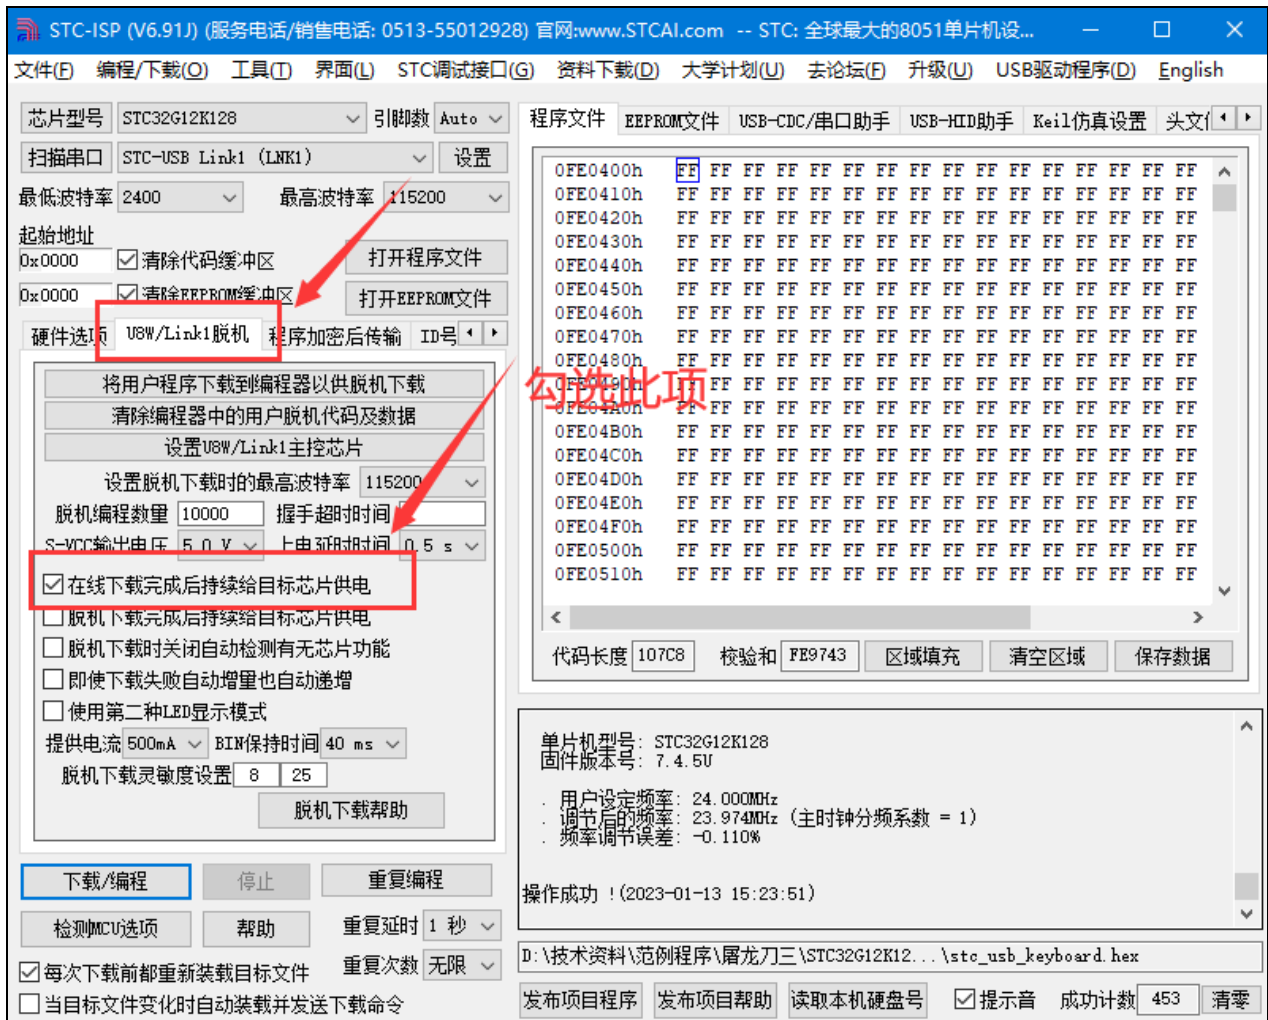 STC-ISP (V6.91J) (服务电话/销售电话: 0513-55012928) 官网:www.STCAI.com -- STC: 全球最大的8051单片机设...
文件(F) 编程/下载(O) 工具(T) 界面(L) STC调试接口(G) 资料下载(D) 大学计划(U) 去论坛(F) 升级(U) USB驱动程序(D) English
芯片型号 STC32G12K128 引脚数 Auto
扫描串口 STC-USB Link1 (LNK1) 设置
最低波特率 2400 最高波特率 115200
起始地址
0x0000 清除代码缓冲区 打开程序文件
0x0000 清除EEPROM缓冲区 打开EEPROM文件
硬件选项 U8W/Link1脱机 程序加密后传输 ID号
将用户程序下载到编程器以供脱机下载
清除编程器中的用户脱机代码及数据
设置U8W/Link1主控芯片
设置脱机下载时的最高波特率 115200
脱机编程数量 10000 握手超时时间
S-VCC输出电压 5.0 V 上电延时时间 0.5 s
在线下载完成后持续给目标芯片供电
脱机下载完成后持续给目标芯片供电
脱机下载时关闭自动检测有无芯片功能
即使下载失败自动增量也自动递增
使用第二种LED显示模式
提供电流 500mA BIN保持时间 40 ms
脱机下载灵敏度设置 8 25
脱机下载帮助
下载/编程 停止 重复编程
检测MCU选项 帮助 重复延时 1 秒
每次下载前都重新装载目标文件 重复次数 无限
当目标文件变化时自动装载并发送下载命令
程序文件 EEPROM文件 USB-CDC/串口助手 USB-HID助手 Keil仿真设置 头文
0FE0400h FF FF FF FF FF FF FF FF FF FF FF FF FF FF FF FF
0FE0410h FF FF FF FF FF FF FF FF FF FF FF FF FF FF FF FF
0FE0420h FF FF FF FF FF FF FF FF FF FF FF FF FF FF FF FF
0FE0430h FF FF FF FF FF FF FF FF FF FF FF FF FF FF FF FF
0FE0440h FF FF FF FF FF FF FF FF FF FF FF FF FF FF FF FF
0FE0450h FF FF FF FF FF FF FF FF FF FF FF FF FF FF FF FF
0FE0460h FF FF FF FF FF FF FF FF FF FF FF FF FF FF FF FF
0FE0470h FF FF FF FF FF FF FF FF FF FF FF FF FF FF FF FF
0FE0480h FF FF FF FF FF FF FF FF FF FF FF FF FF FF FF FF
0FE0490h FF FF FF FF FF FF FF FF FF FF FF FF FF FF FF FF
勾选此项
0FE04A0h FF FF FF FF FF FF FF FF FF FF FF FF FF FF FF FF
0FE04B0h FF FF FF FF FF FF FF FF FF FF FF FF FF FF FF FF
0FE04C0h FF FF FF FF FF FF FF FF FF FF FF FF FF FF FF FF
0FE04D0h FF FF FF FF FF FF FF FF FF FF FF FF FF FF FF FF
0FE04E0h FF FF FF FF FF FF FF FF FF FF FF FF FF FF FF FF
0FE04F0h FF FF FF FF FF FF FF FF FF FF FF FF FF FF FF FF
0FE0500h FF FF FF FF FF FF FF FF FF FF FF FF FF FF FF FF
0FE0510h FF FF FF FF FF FF FF FF FF FF FF FF FF FF FF FF
代码长度 107C8 校验和 FE9743 区域填充 清空区域 保存数据
单片机型号: STC32G12K128
固件版本号: 7.4.5U
. 用户设定频率: 24.000MHz
. 调节后的频率: 23.974MHz (主时钟分频系数 = 1)
. 频率调节误差: -0.110%
操作成功 !(2023-01-13 15:23:51)
D:\技术资料\范例程序\屠龙刀三\STC32G12K12...\stc_usb_keyboard.hex
发布项目程序 发布项目帮助 读取本机硬盘号 提示音 成功计数 453 清零